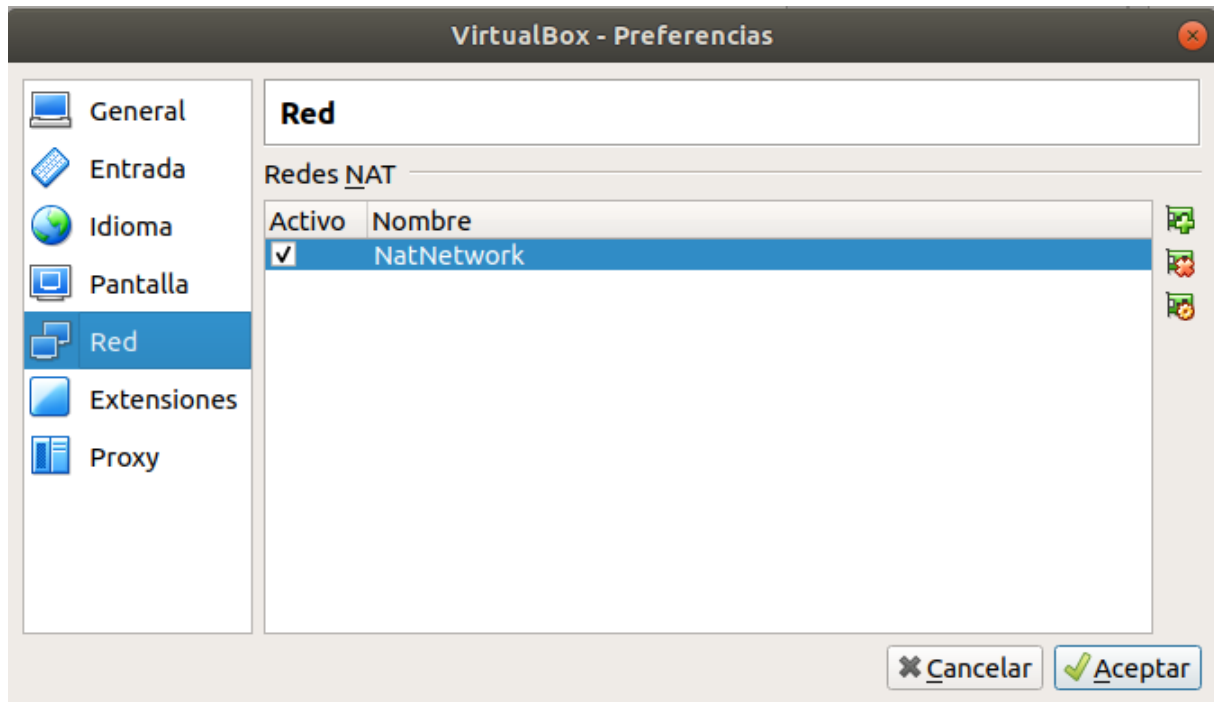 VirtualBox - Preferencias
General
Entrada
Idioma
Pantalla
Red
Extensiones
Proxy
Red
Redes NAT
Activo Nombre
NatNetwork
Cancelar Aceptar